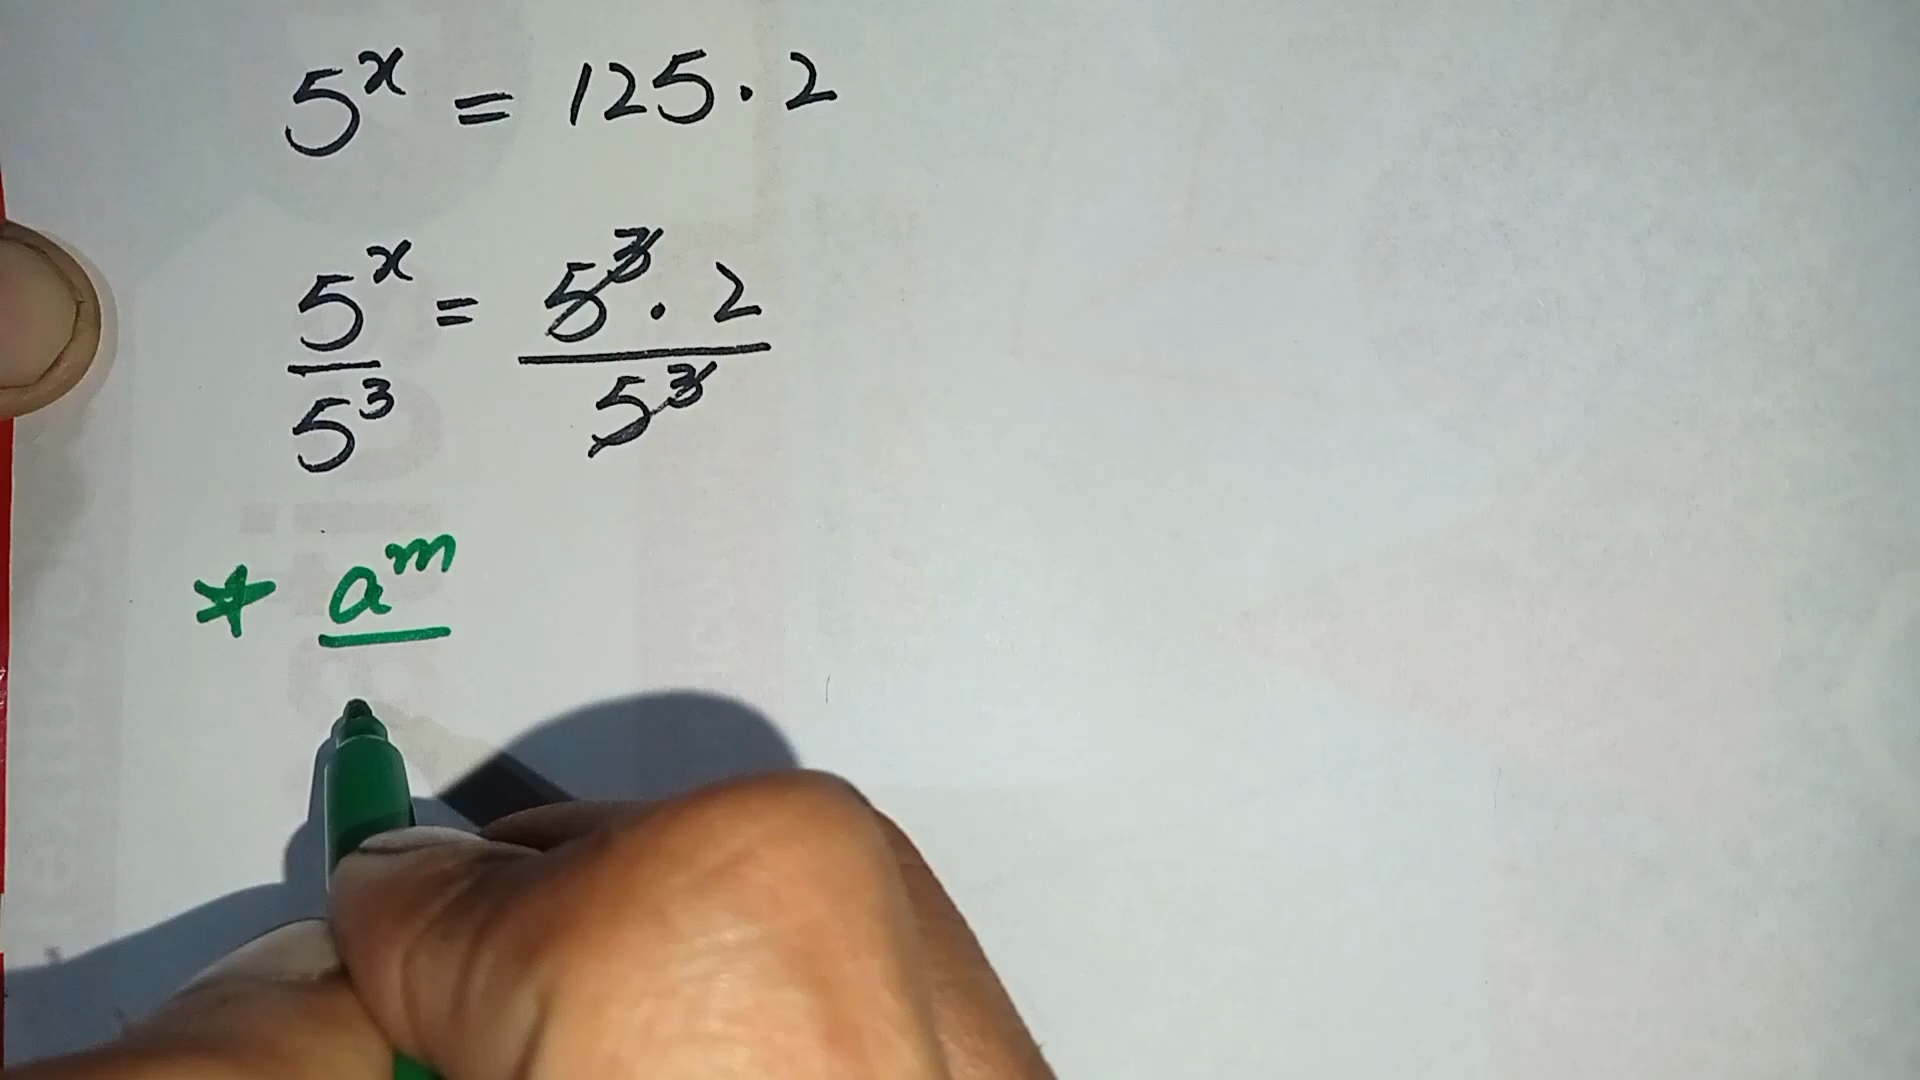 5^x = 125 · 2
5^x/5^3 = 5^3 · 2/5^3
* a^m